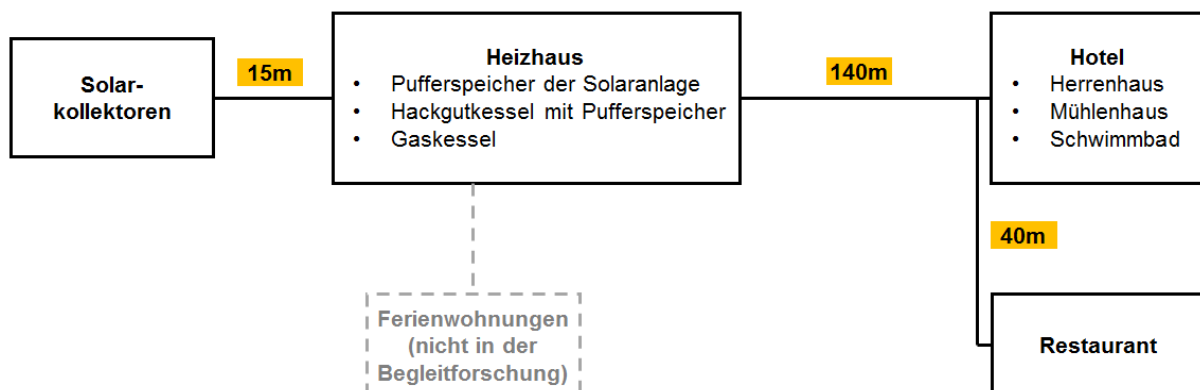 Solar-
kollektoren
15m
Heizhaus
• Pufferspeicher der Solaranlage
• Hackgutkessel mit Pufferspeicher
• Gaskessel
140m
Hotel
• Herrenhaus
• Mühlenhaus
• Schwimmbad
40m
Ferienwohnungen
(nicht in der
Begleitforschung)
Restaurant